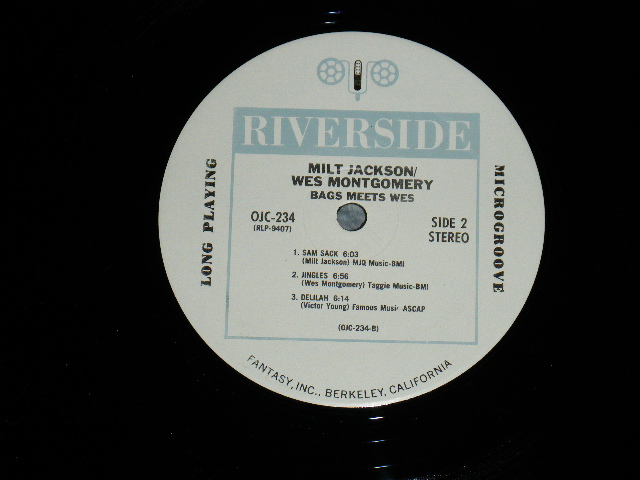 RIVERSIDE
MILT JACKSON/
WES MONTGOMERY
BAGS MEETS WES
OJC-234
(RLP-9407)
SIDE 2
STEREO
LONG PLAYING
MICROGROOVE
1. SAM SACK 6:03
(Milt Jackson) MJQ Music-BMI
2. JINGLES 6:56
(Wes Montgomery) Taggie Music-BMI
3. DELILAH 6:14
(Victor Young) Famous Music ASCAP
(OJC-234-B)
FANTASY, INC., BERKELEY, CALIFORNIA